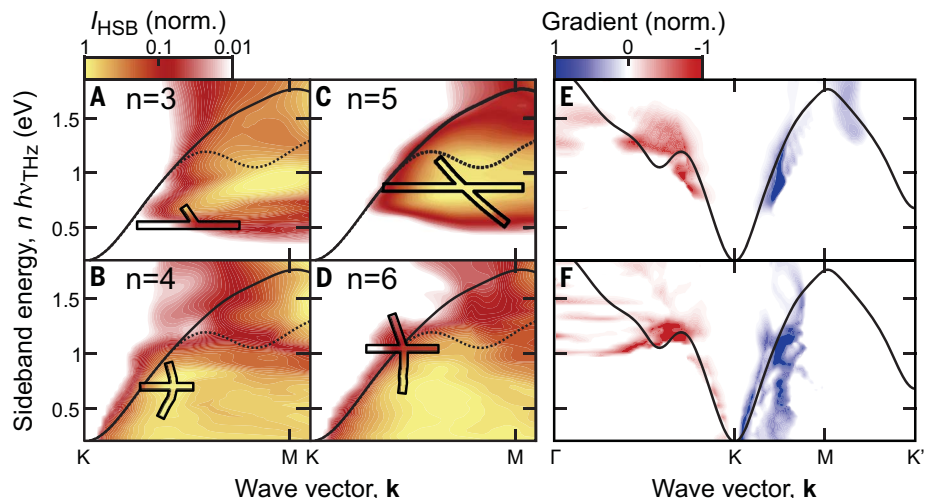 I_HSB (norm.)
1 0.1 0.01
Gradient (norm.)
1 0 -1
Sideband energy, n hν_THz (eV)
A n=3
C n=5
E
1.5
1
0.5
B n=4
D n=6
F
1.5
1
0.5
K M K M Γ K M K'
Wave vector, k
Wave vector, k